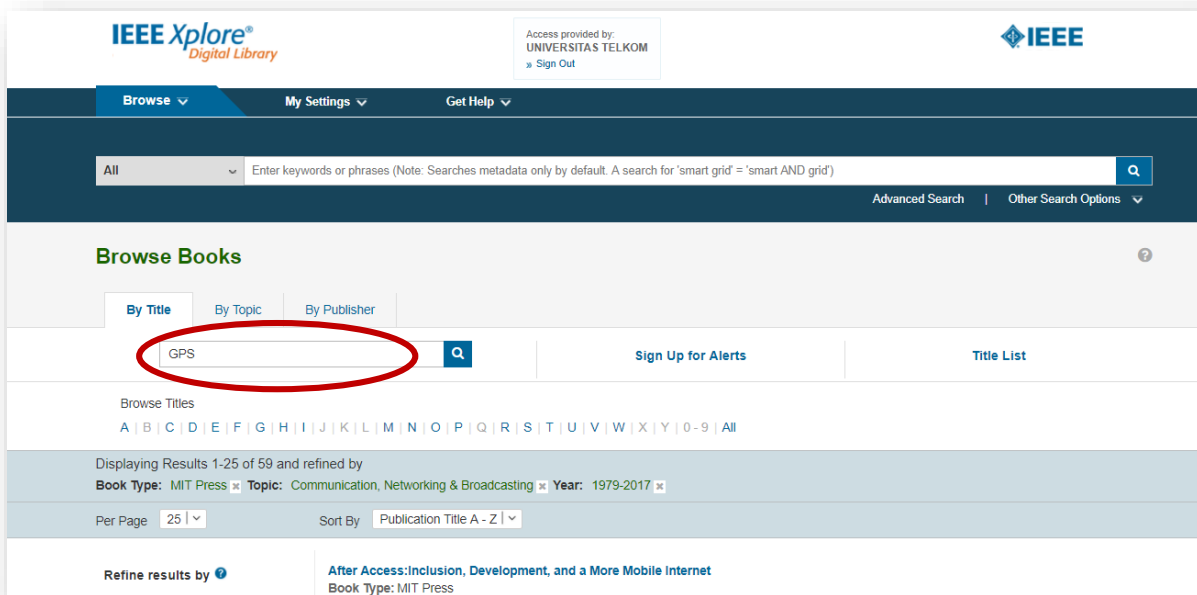 IEEE Xplore®
Digital Library
Access provided by:
UNIVERSITAS TELKOM
» Sign Out
IEEE
Browse My Settings Get Help
All Enter keywords or phrases (Note: Searches metadata only by default. A search for 'smart grid' = 'smart AND grid')
Advanced Search | Other Search Options
Browse Books ?
By Title By Topic By Publisher
GPS Sign Up for Alerts Title List
Browse Titles
A | B | C | D | E | F | G | H | I | J | K | L | M | N | O | P | Q | R | S | T | U | V | W | X | Y | 0 - 9 | All
Displaying Results 1-25 of 59 and refined by
Book Type: MIT Press x Topic: Communication, Networking & Broadcasting x Year: 1979-2017 x
Per Page 25 Sort By Publication Title A - Z
Refine results by ? After Access:Inclusion, Development, and a More Mobile Internet
Book Type: MIT Press